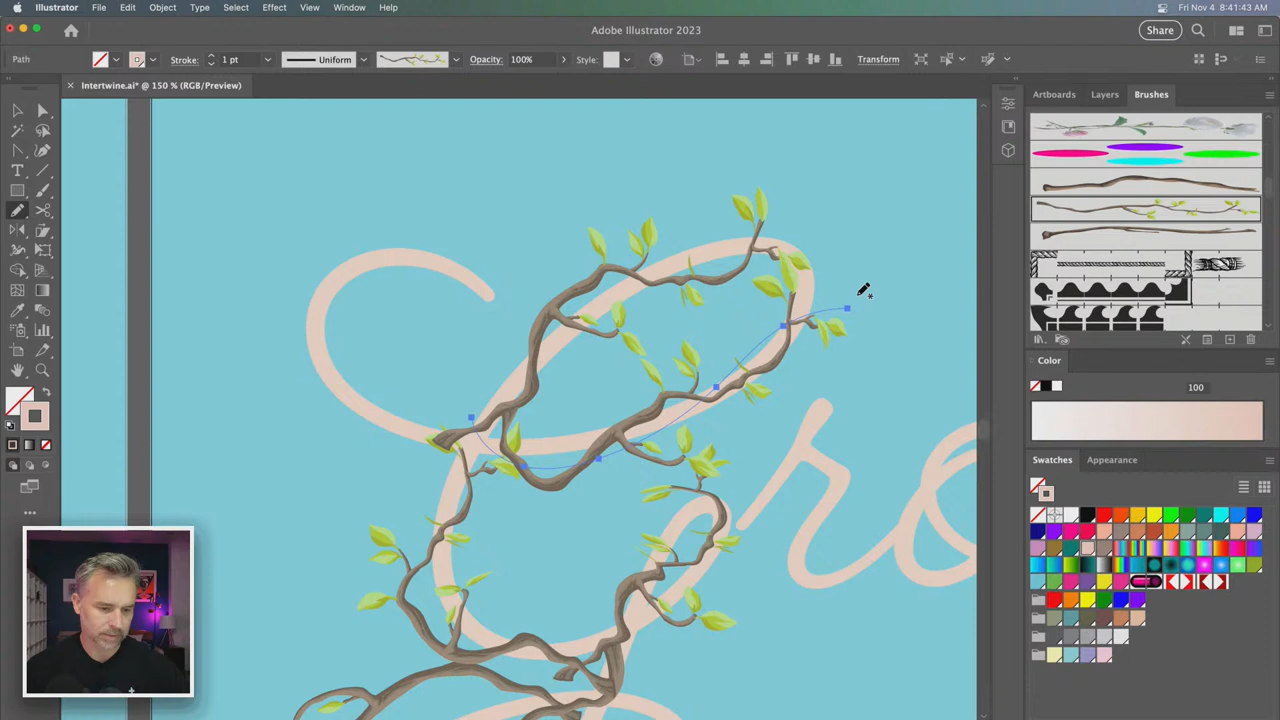 Illustrator File Edit Object Type Select Effect View Window Help Fri Nov 4 8:41:43 AM
Adobe Illustrator 2023
Share
Path Stroke: 1 pt Uniform Opacity: 100% Style: Transform
× Intertwine.ai* @ 150 % (RGB/Preview)
Artboards Layers Brushes
ro
Color
100
Swatches Appearance